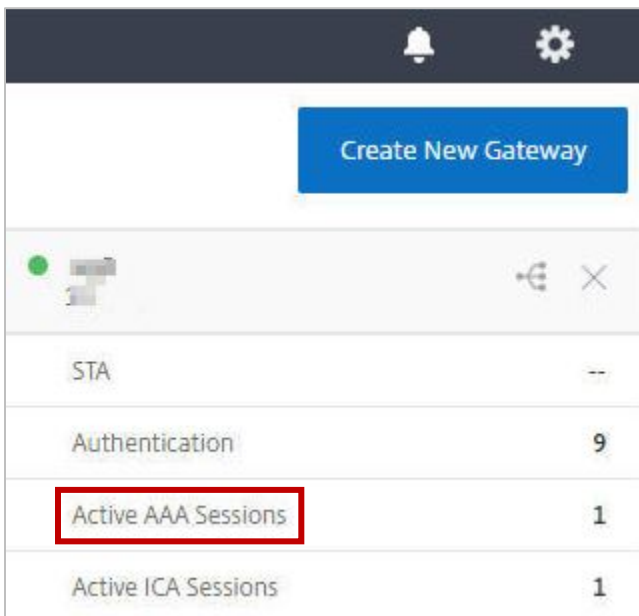 Create New Gateway
STA --
Authentication 9
Active AAA Sessions 1
Active ICA Sessions 1